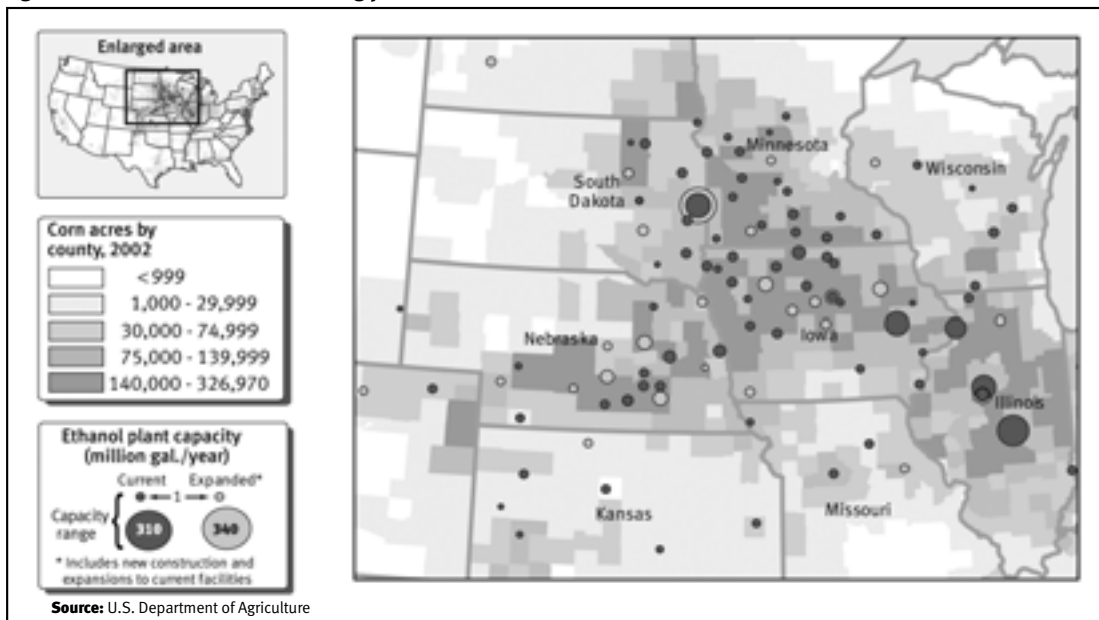 Enlarged area
Corn acres by
county, 2002
<999
1,000 - 29,999
30,000 - 74,999
75,000 - 139,999
140,000 - 326,970
Ethanol plant capacity
(million gal./year)
Current Expanded*
1
Capacity
range
310 340
* Includes new construction and
expansions to current facilities
Minnesota
Wisconsin
South
Dakota
Nebraska
Iowa
Illinois
Kansas
Missouri
Source: U.S. Department of Agriculture